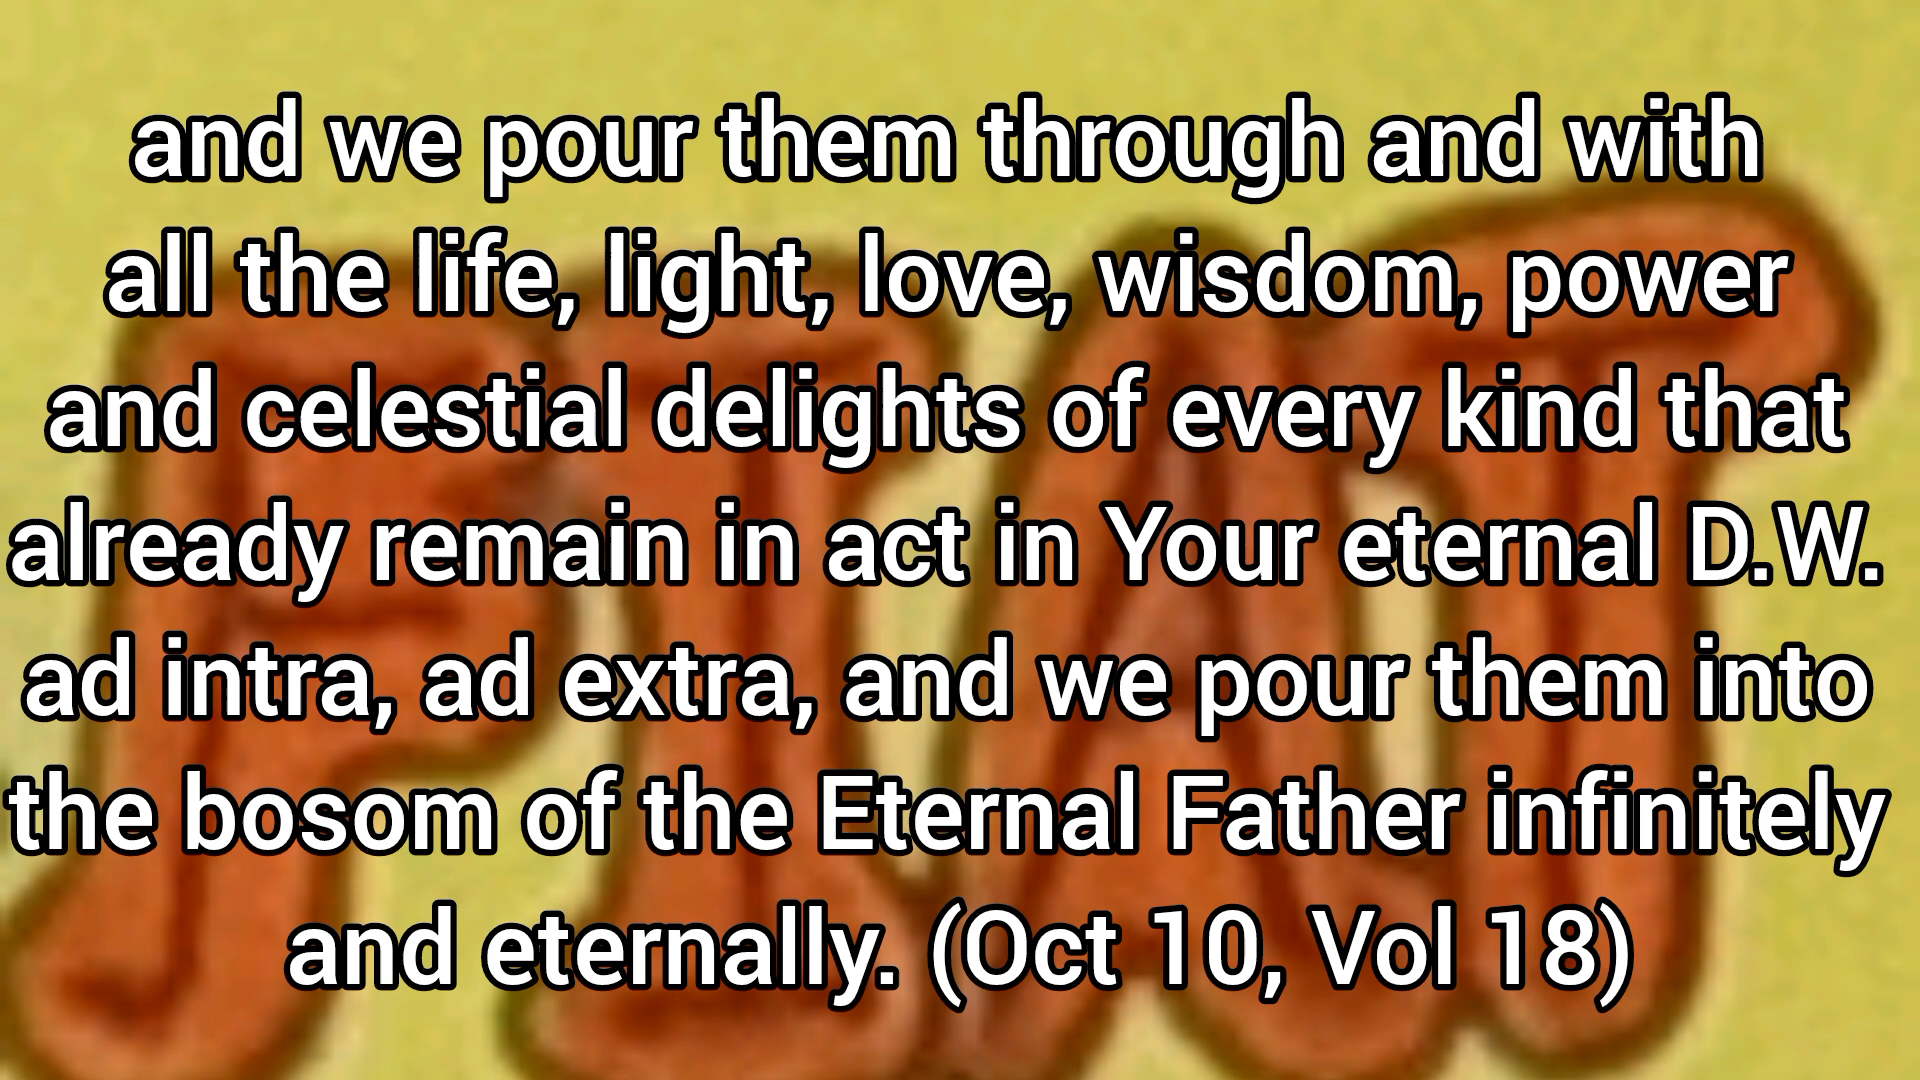 and we pour them through and with
all the life, light, love, wisdom, power
and celestial delights of every kind that
already remain in act in Your eternal D.W.
ad intra, ad extra, and we pour them into
the bosom of the Eternal Father infinitely
and eternally. (Oct 10, Vol 18)
FIAT